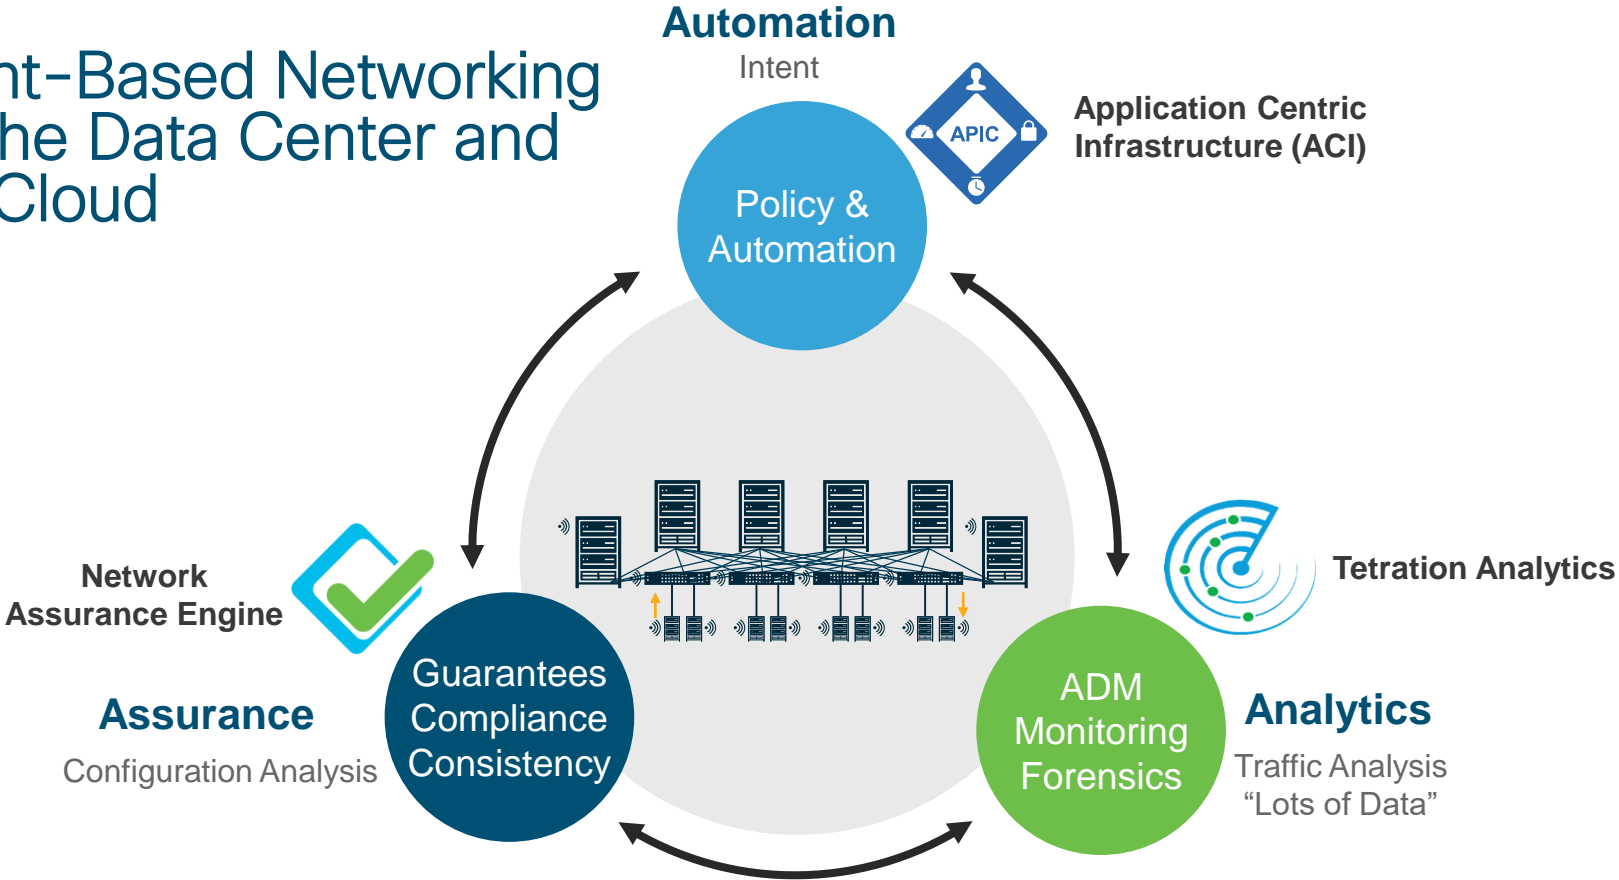 Automation
Intent
nt-Based Networking
he Data Center and
Cloud
APIC
Application Centric
Infrastructure (ACI)
Policy &
Automation
Network
Assurance Engine
Tetration Analytics
Guarantees
Compliance
Consistency
ADM
Monitoring
Forensics
Assurance
Configuration Analysis
Analytics
Traffic Analysis
“Lots of Data”